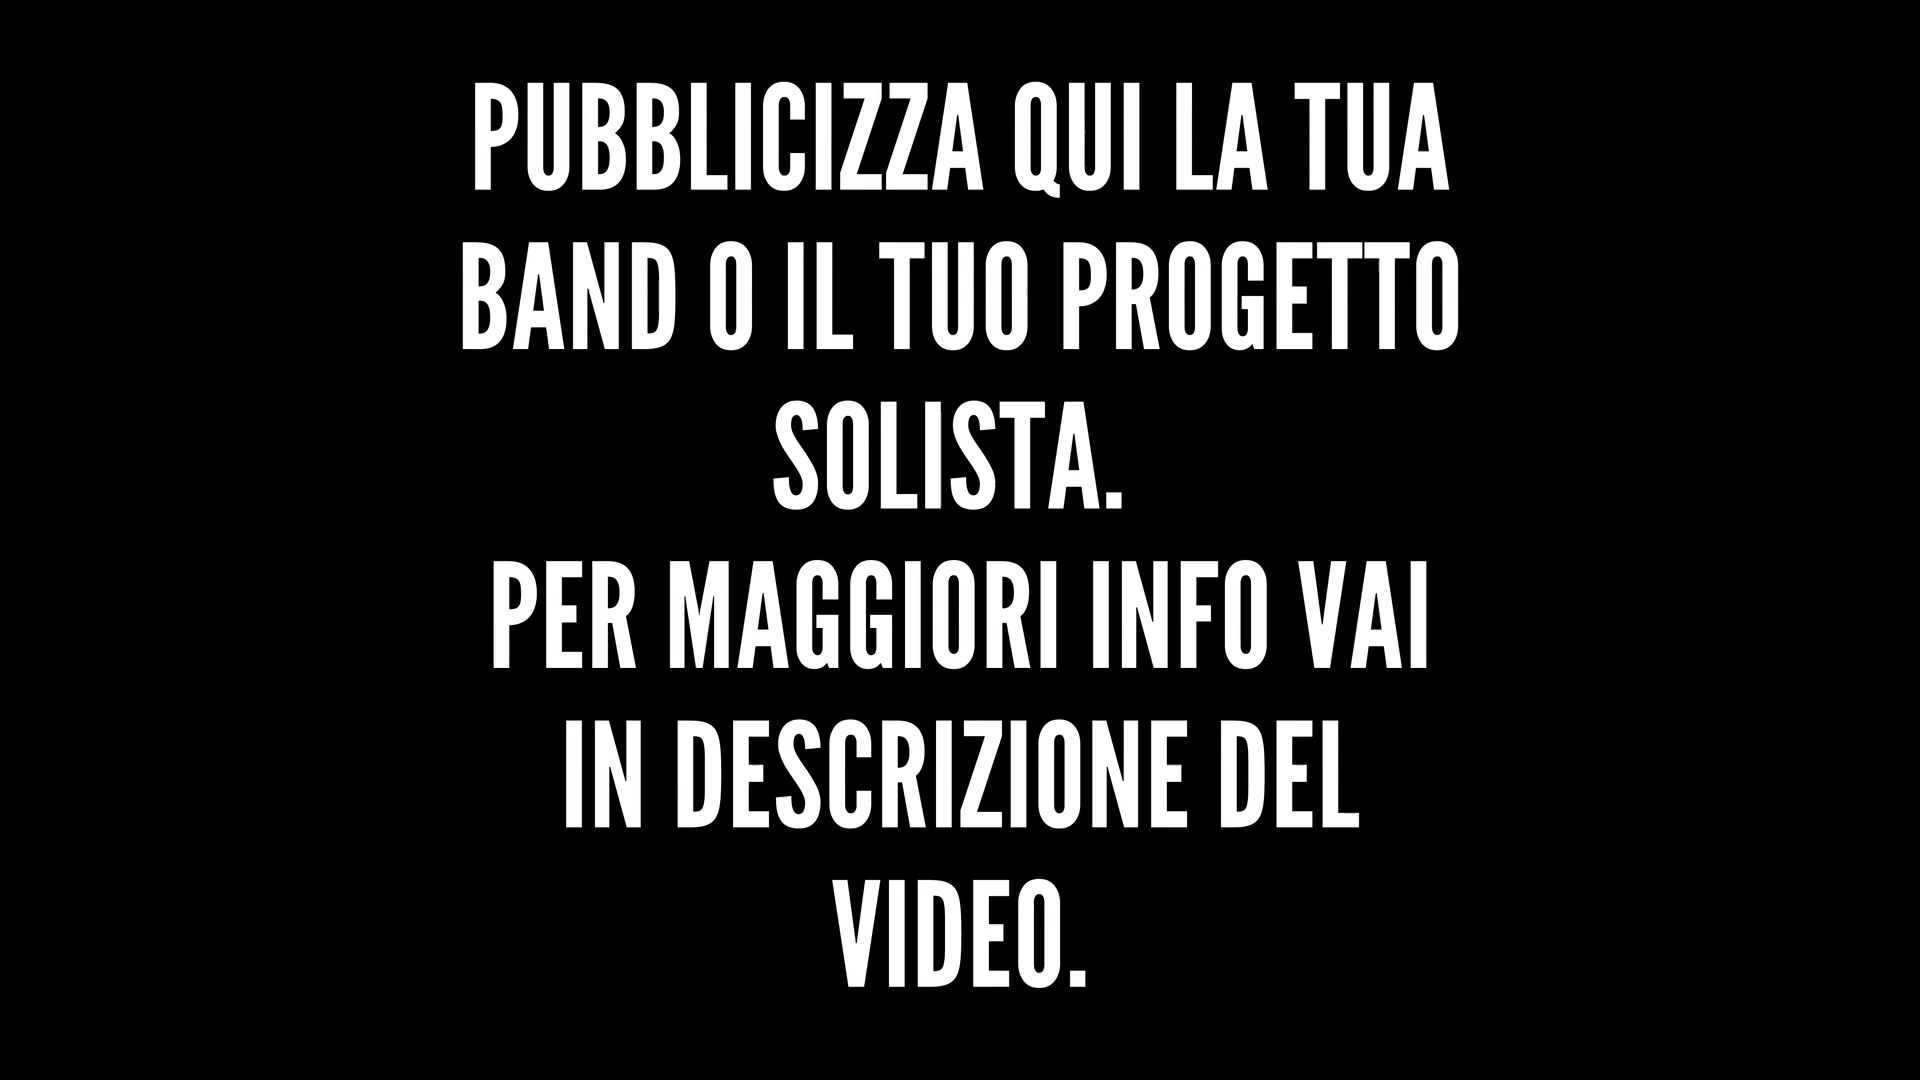 PUBBLICIZZA QUI LA TUA
BAND O IL TUO PROGETTO
SOLISTA.
PER MAGGIORI INFO VAI
IN DESCRIZIONE DEL
VIDEO.